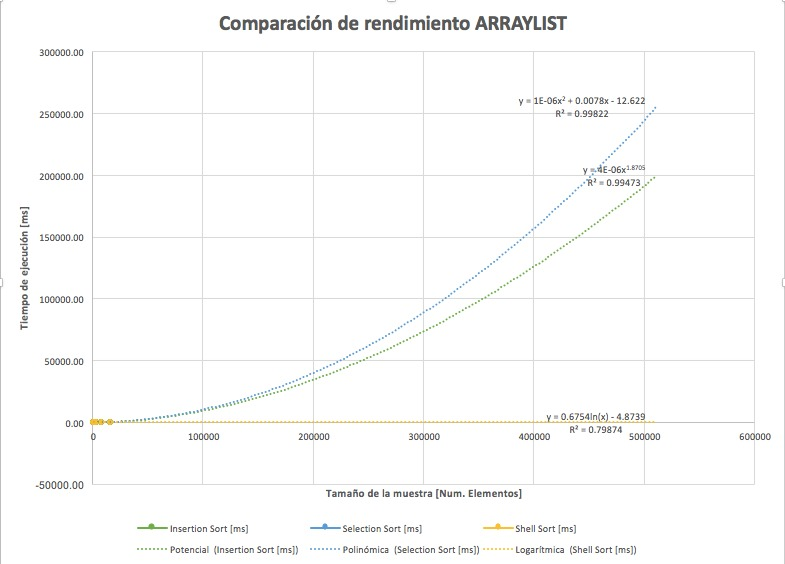 Comparación de rendimiento ARRAYLIST
300000.00
250000.00
200000.00
150000.00
100000.00
50000.00
0.00
-50000.00
Tiempo de ejecución [ms]
y = 1E-06x² + 0.0078x - 12.622
R² = 0.99822
y = 4E-06x^1.8705
R² = 0.99473
y = 0.6754ln(x) - 4.8739
R² = 0.79874
0 100000 200000 300000 400000 500000 600000
Tamaño de la muestra [Num. Elementos]
Insertion Sort [ms] Selection Sort [ms] Shell Sort [ms]
Potencial (Insertion Sort [ms]) Polinómica (Selection Sort [ms]) Logarítmica (Shell Sort [ms])